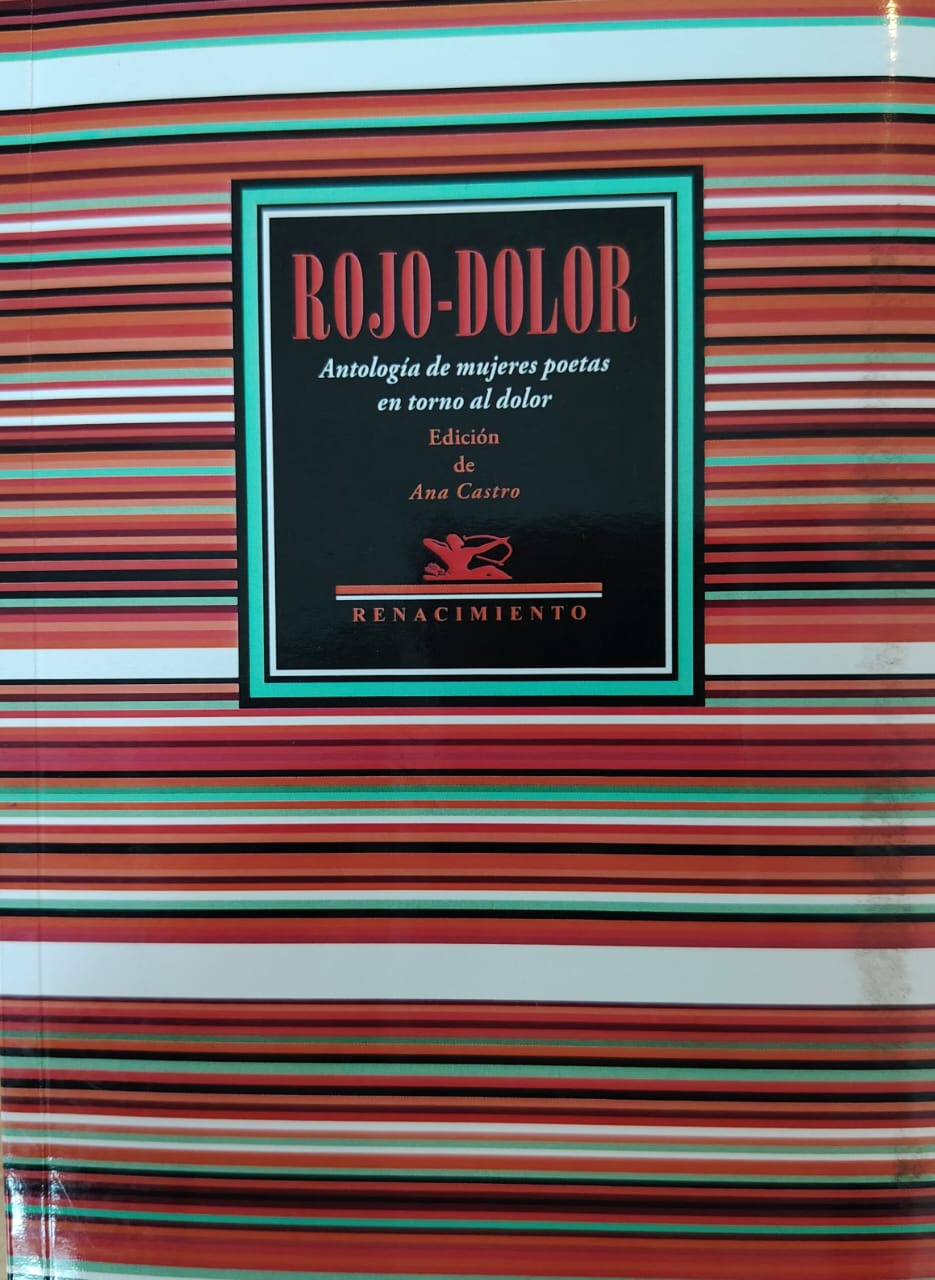 ROJO-DOLOR
Antología de mujeres poetas
en torno al dolor
Edición
de
Ana Castro
RENACIMIENTO